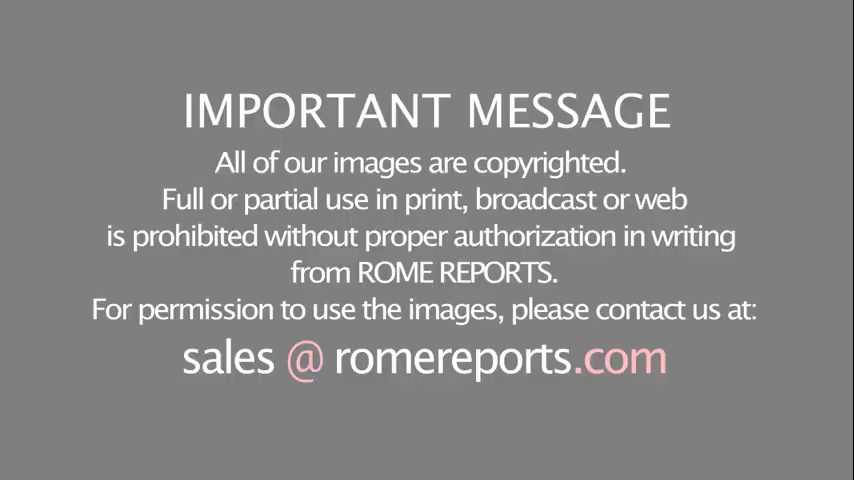 IMPORTANT MESSAGE
All of our images are copyrighted.
Full or partial use in print, broadcast or web
is prohibited without proper authorization in writing
from ROME REPORTS.
For permission to use the images, please contact us at:
sales @ romereports.com